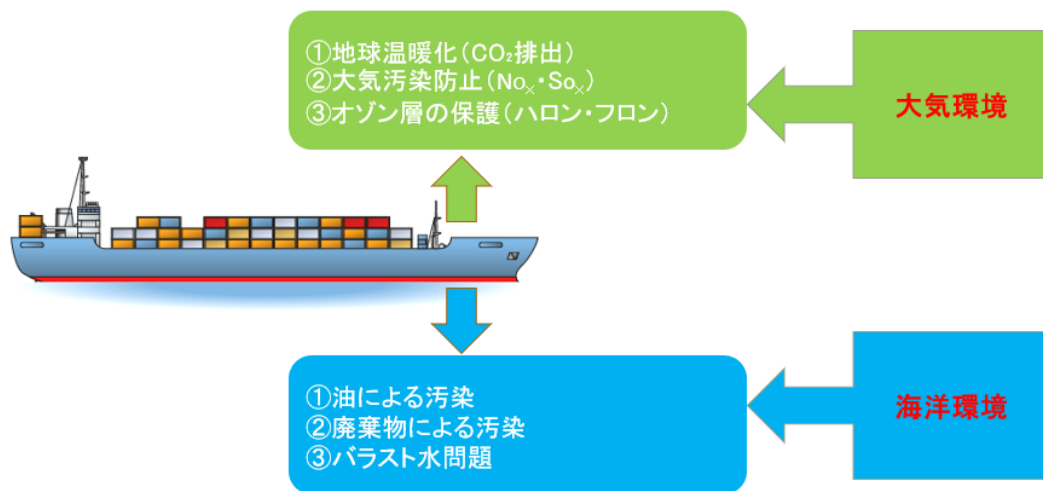 ①地球温暖化(CO₂排出)
②大気汚染防止(Noₓ・Soₓ)
③オゾン層の保護(ハロン・フロン)
大気環境
①油による汚染
②廃棄物による汚染
③バラスト水問題
海洋環境